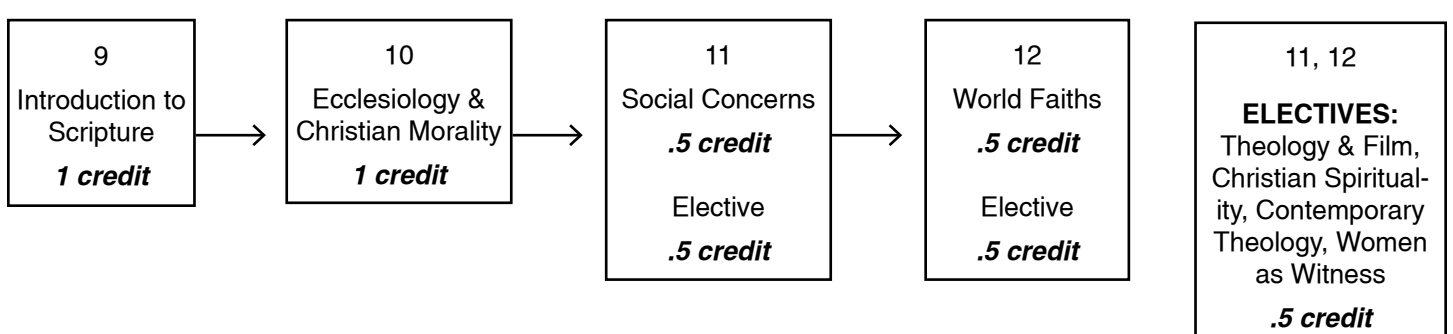 9
Introduction to
Scripture
1 credit
10
Ecclesiology &
Christian Morality
1 credit
11
Social Concerns
.5 credit
Elective
.5 credit
12
World Faiths
.5 credit
Elective
.5 credit
11, 12
ELECTIVES:
Theology & Film,
Christian Spiritual-
ity, Contemporary
Theology, Women
as Witness
.5 credit